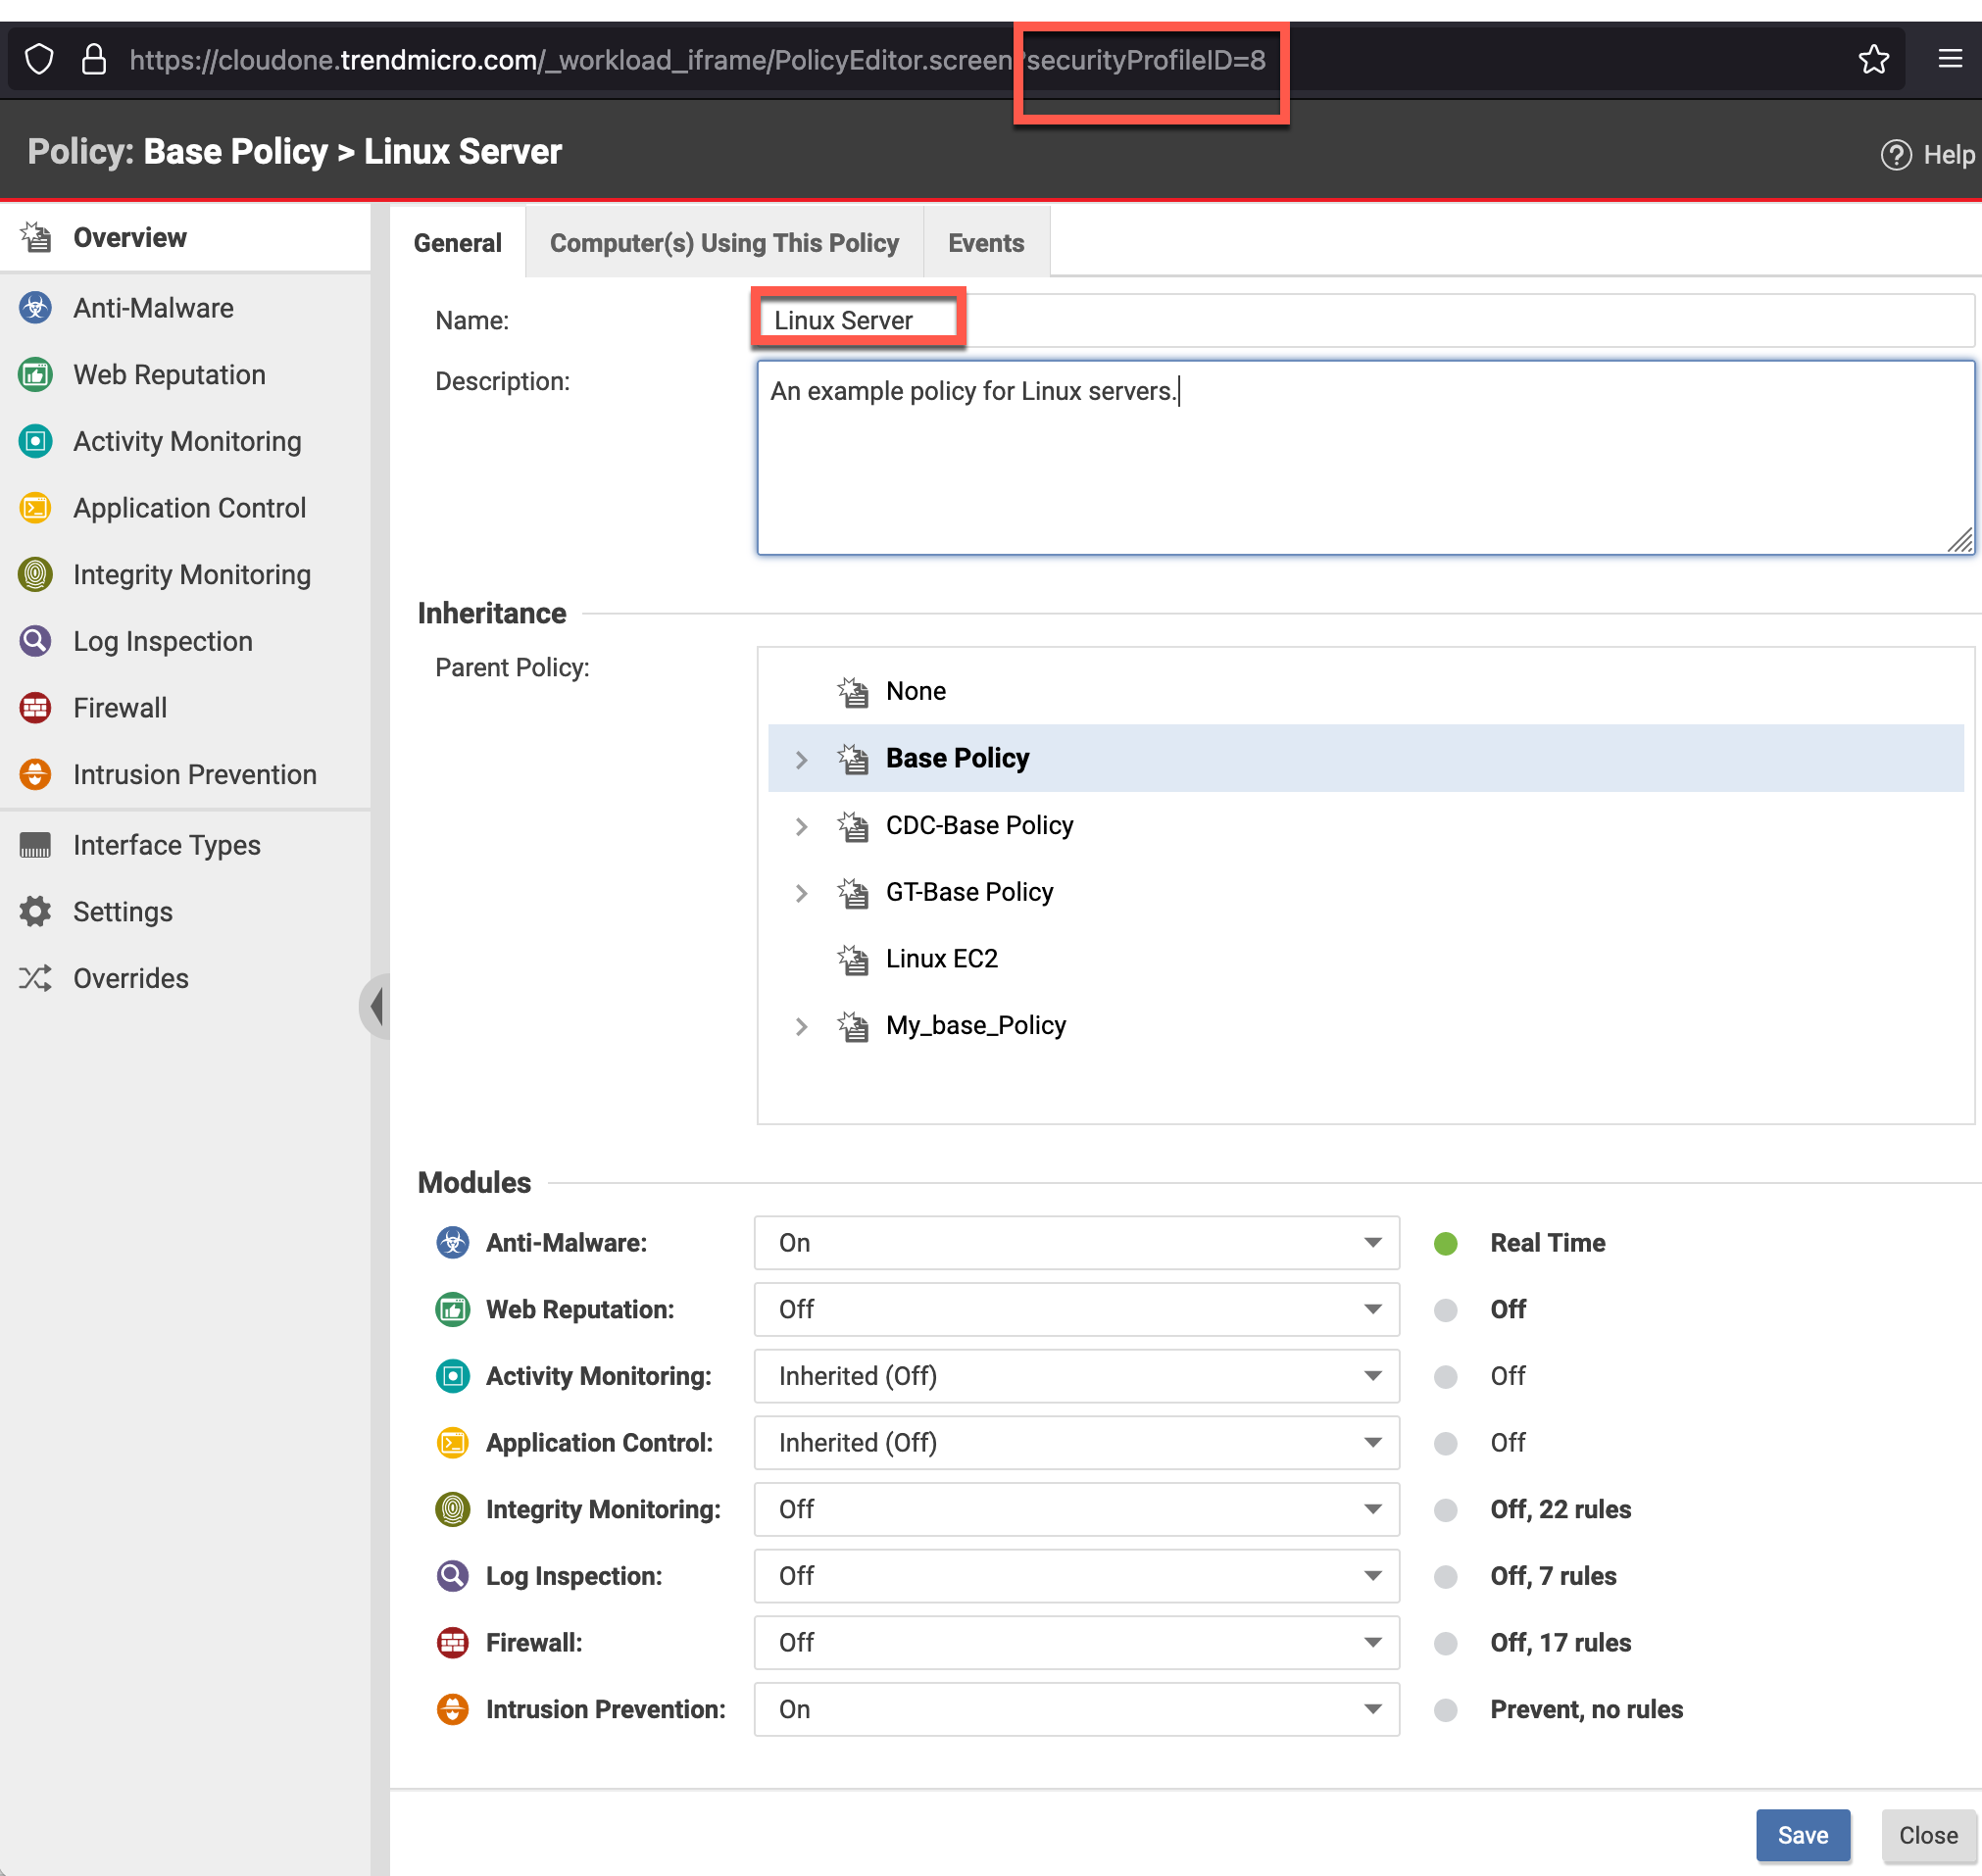 https://cloudone.trendmicro.com/_workload_iframe/PolicyEditor.screen?securityProfileID=8
Policy: Base Policy > Linux Server
Help
Overview
Anti-Malware
Web Reputation
Activity Monitoring
Application Control
Integrity Monitoring
Log Inspection
Firewall
Intrusion Prevention
Interface Types
Settings
Overrides
General
Computer(s) Using This Policy
Events
Name:
Linux Server
Description:
An example policy for Linux servers.
Inheritance
Parent Policy:
None
Base Policy
CDC-Base Policy
GT-Base Policy
Linux EC2
My_base_Policy
Modules
Anti-Malware: On Real Time
Web Reputation: Off Off
Activity Monitoring: Inherited (Off) Off
Application Control: Inherited (Off) Off
Integrity Monitoring: Off Off, 22 rules
Log Inspection: Off Off, 7 rules
Firewall: Off Off, 17 rules
Intrusion Prevention: On Prevent, no rules
Save
Close